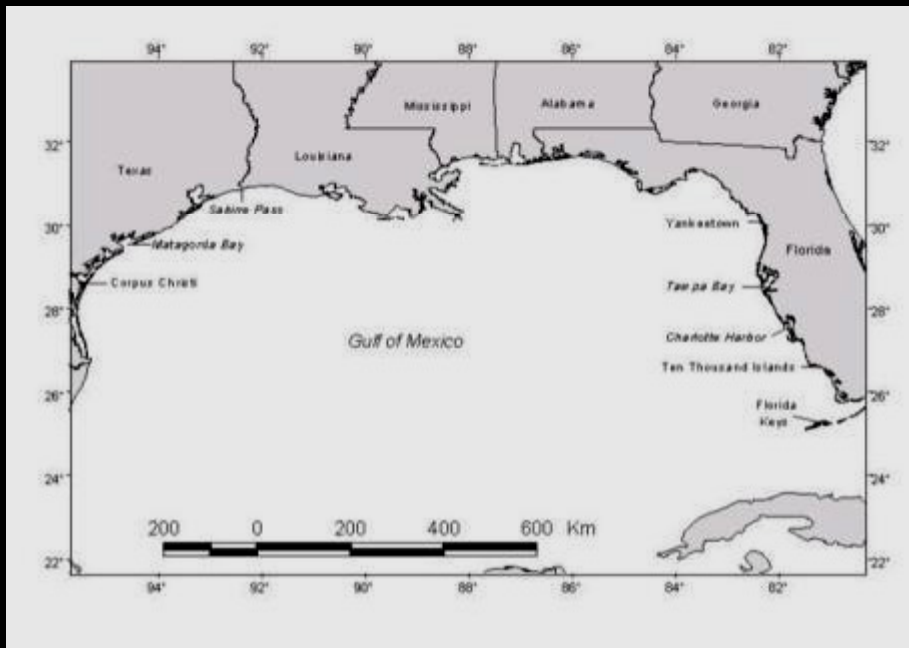 94° 92° 90° 88° 86° 84° 82°
Mississippi Alabama Georgia
32° 32°
Texas Louisiana
Sabine Pass
30° Yankeetown 30°
Matagorda Bay Florida
Corpus Christi Tampa Bay
28° 28°
Gulf of Mexico Charlotte Harbor
Ten Thousand Islands
26° 26°
Florida
Keys
24° 24°
200 0 200 400 600 Km
22° 22°
94° 92° 90° 88° 86° 84° 82°